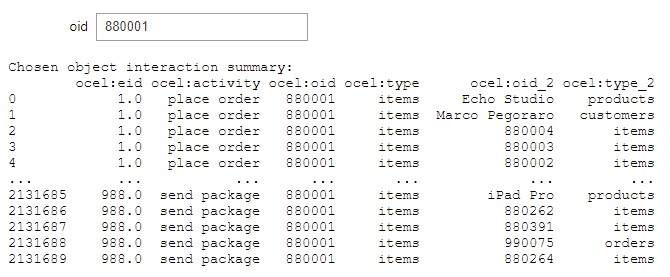 oid 880001
Chosen object interaction summary:
ocel:eid ocel:activity ocel:oid ocel:type ocel:oid_2 ocel:type_2
0 1.0 place order 880001 items Echo Studio products
1 1.0 place order 880001 items Marco Pegoraro customers
2 1.0 place order 880001 items 880004 items
3 1.0 place order 880001 items 880003 items
4 1.0 place order 880001 items 880002 items
... ... ... ... ... ... ...
2131685 988.0 send package 880001 items iPad Pro products
2131686 988.0 send package 880001 items 880262 items
2131687 988.0 send package 880001 items 880391 items
2131688 988.0 send package 880001 items 990075 orders
2131689 988.0 send package 880001 items 880264 items